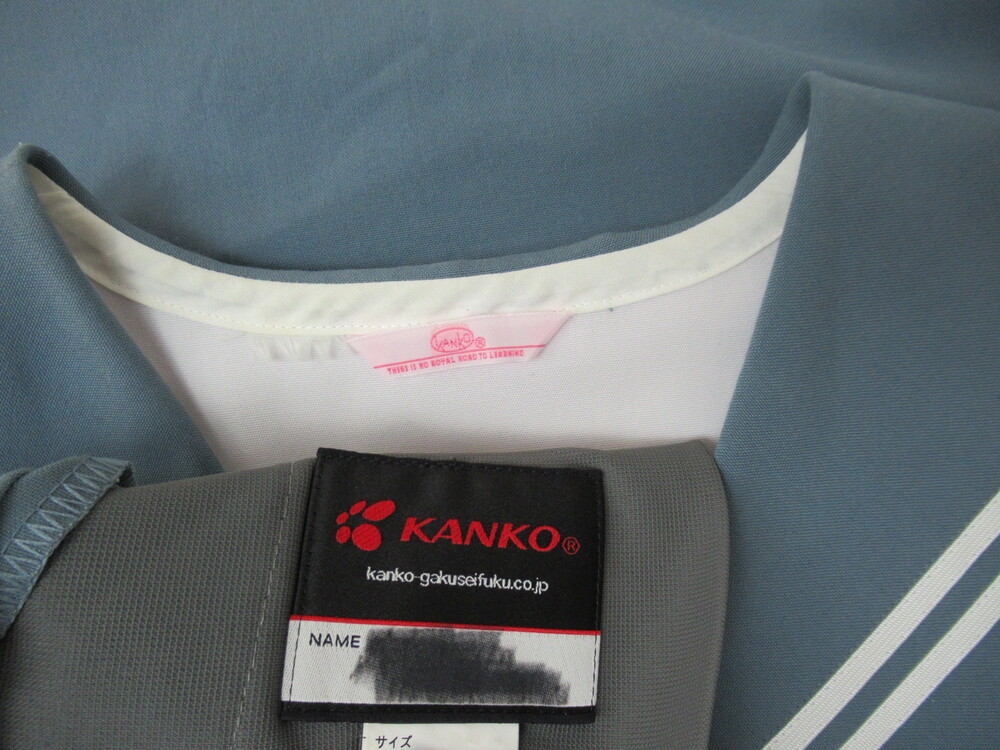 KANKO®
THERE IS NO ROYAL ROAD TO LEARNING
KANKO®
kanko-gakuseifuku.co.jp
NAME
サイズ